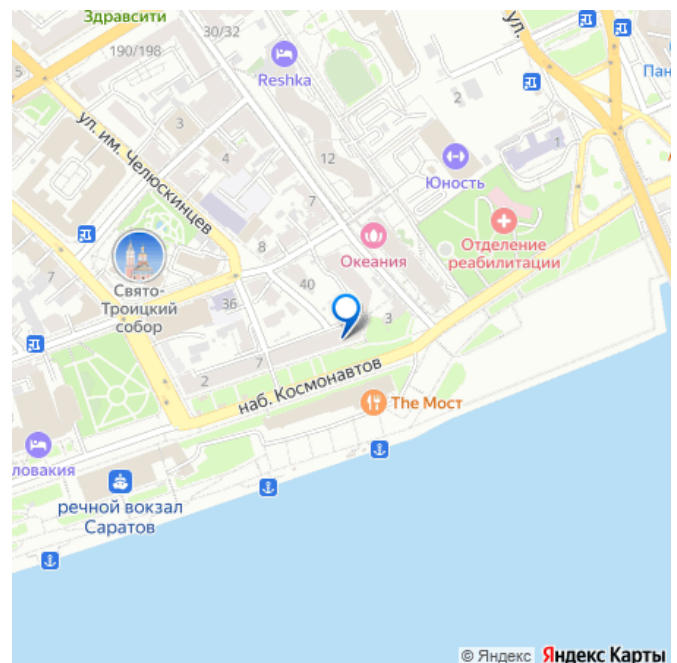 Здравсити
30/32
190/198
ул.
Пан
Reshka
5
2
3
ул. им. Челюскинцев
4
12
1
Юность
7
8
Океания
Отделение
реабилитации
7
Свято-
Троицкий
собор
40
36
3
7
2
наб. Космонавтов
The Мост
ловакия
речной вокзал
Саратов
© Яндекс Яндекс Карты